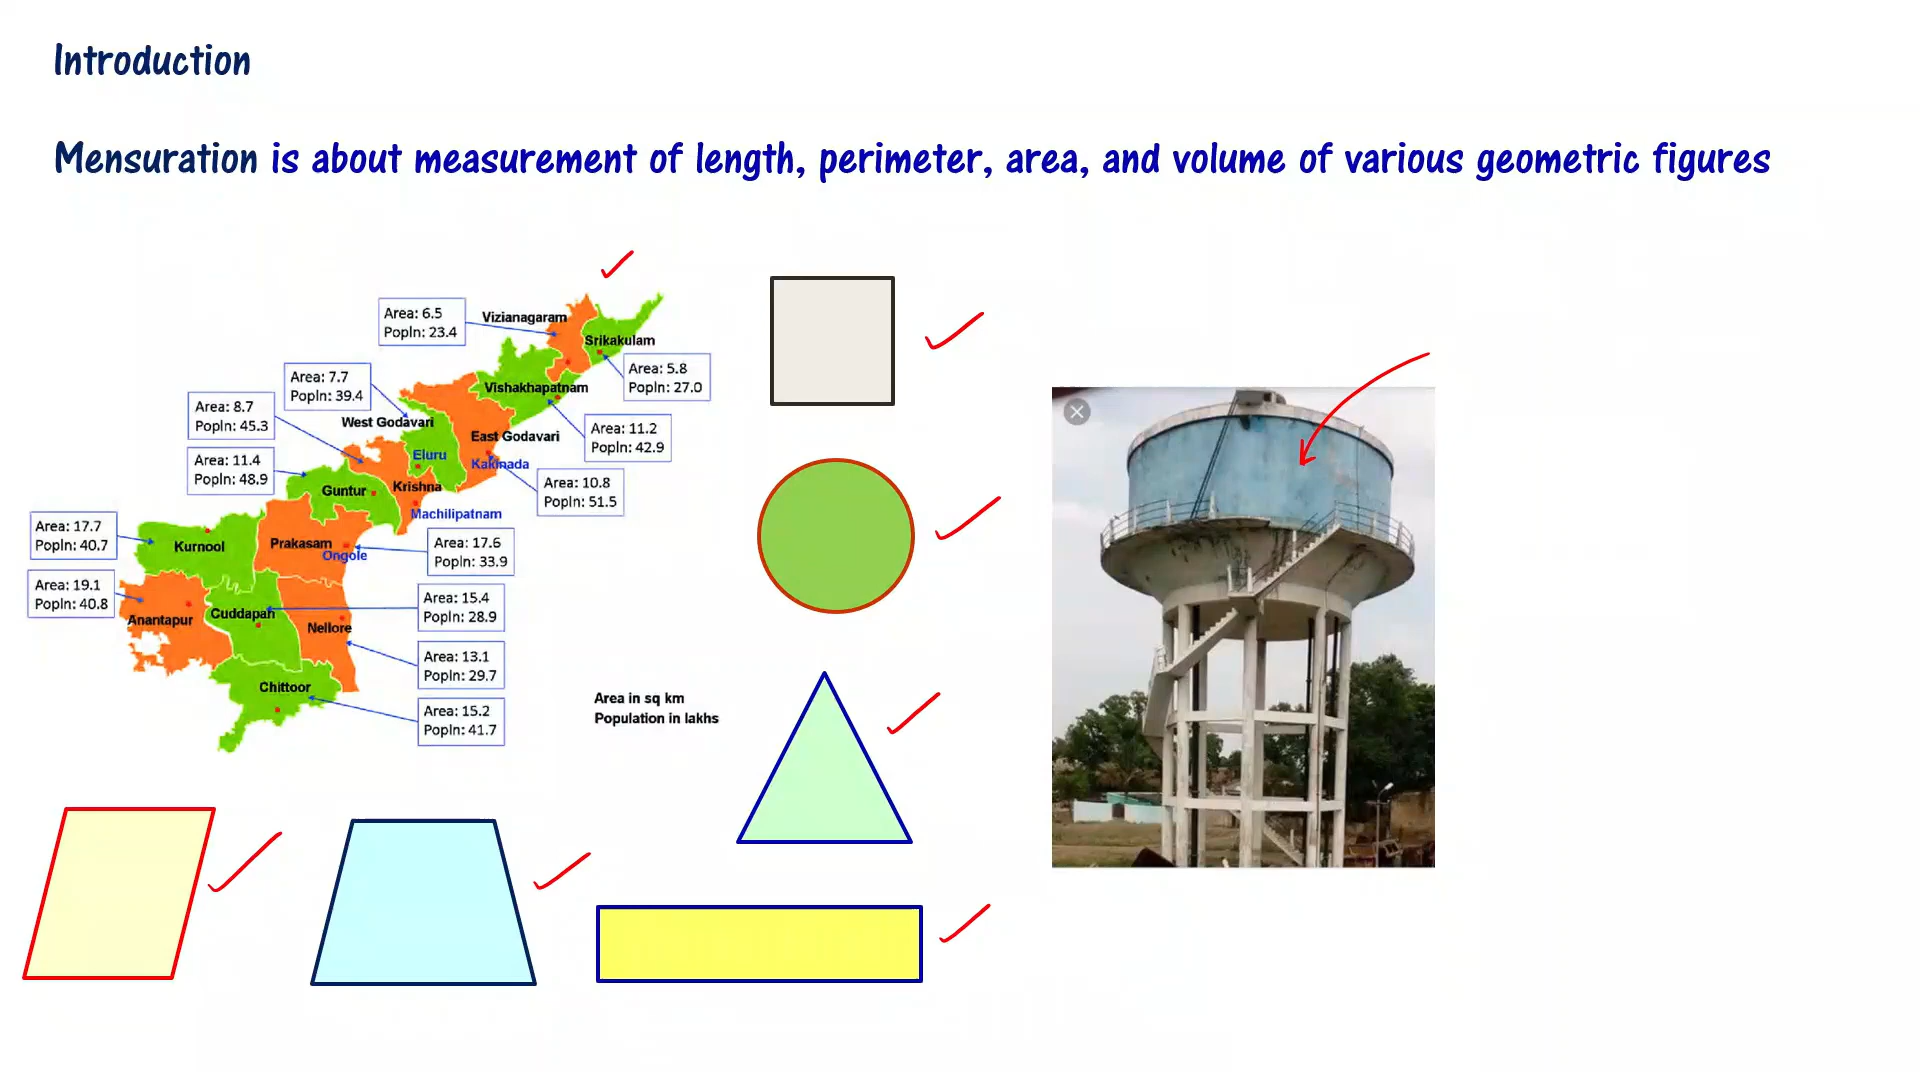 Introduction
Mensuration is about measurement of length, perimeter, area, and volume of various geometric figures
Area: 6.5
Popln: 23.4
Vizianagaram
Srikakulam
Area: 5.8
Popln: 27.0
Area: 7.7
Popln: 39.4
Vishakhapatnam
Area: 8.7
Popln: 45.3
West Godavari
East Godavari
Area: 11.2
Popln: 42.9
Eluru
Kakinada
Area: 11.4
Popln: 48.9
Guntur
Krishna
Area: 10.8
Popln: 51.5
Machilipatnam
Area: 17.7
Popln: 40.7
Kurnool
Prakasam
Ongole
Area: 17.6
Popln: 33.9
Area: 19.1
Popln: 40.8
Anantapur
Cuddapah
Nellore
Area: 15.4
Popln: 28.9
Area: 13.1
Popln: 29.7
Chittoor
Area: 15.2
Popln: 41.7
Area in sq km
Population in lakhs